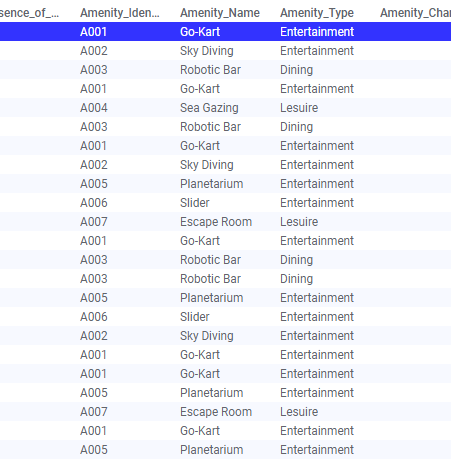 sence_of_... Amenity_Iden... Amenity_Name Amenity_Type Amenity_Char
A001 Go-Kart Entertainment
A002 Sky Diving Entertainment
A003 Robotic Bar Dining
A001 Go-Kart Entertainment
A004 Sea Gazing Lesuire
A003 Robotic Bar Dining
A001 Go-Kart Entertainment
A002 Sky Diving Entertainment
A005 Planetarium Entertainment
A006 Slider Entertainment
A007 Escape Room Lesuire
A001 Go-Kart Entertainment
A003 Robotic Bar Dining
A003 Robotic Bar Dining
A005 Planetarium Entertainment
A006 Slider Entertainment
A002 Sky Diving Entertainment
A001 Go-Kart Entertainment
A001 Go-Kart Entertainment
A005 Planetarium Entertainment
A007 Escape Room Lesuire
A001 Go-Kart Entertainment
A005 Planetarium Entertainment